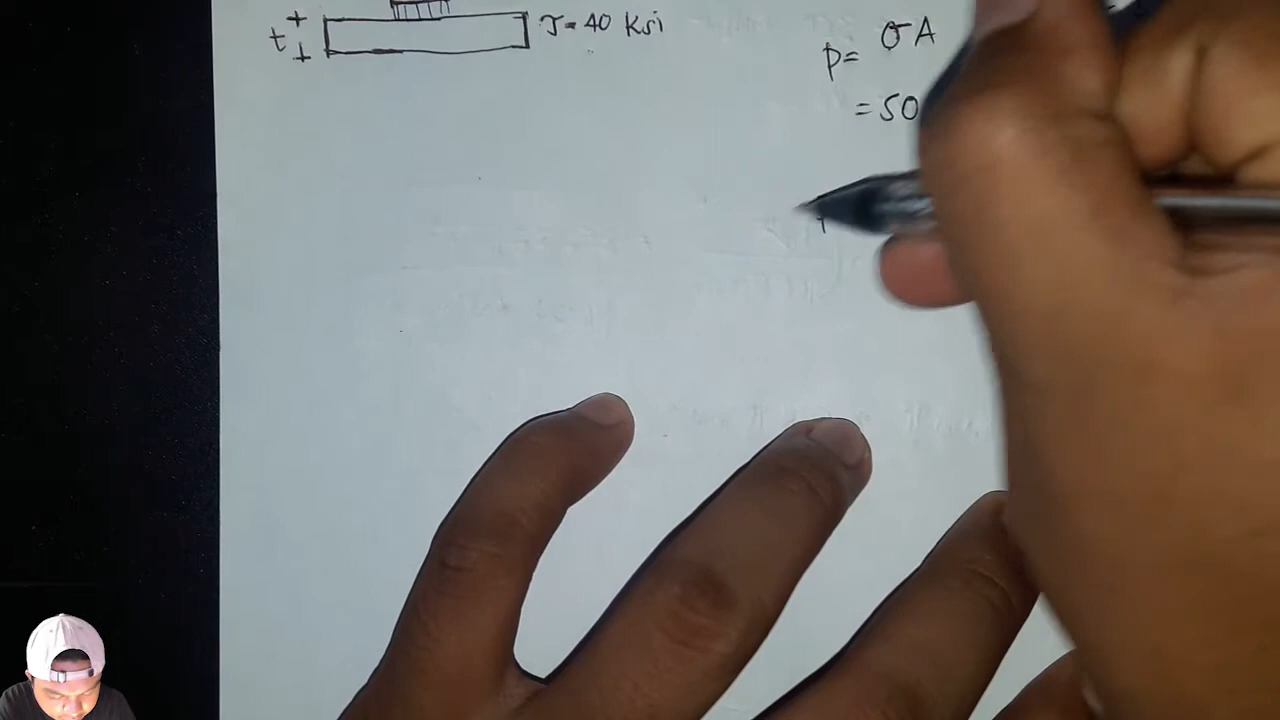 t
τ = 40 Ksi
P = σA
= 50